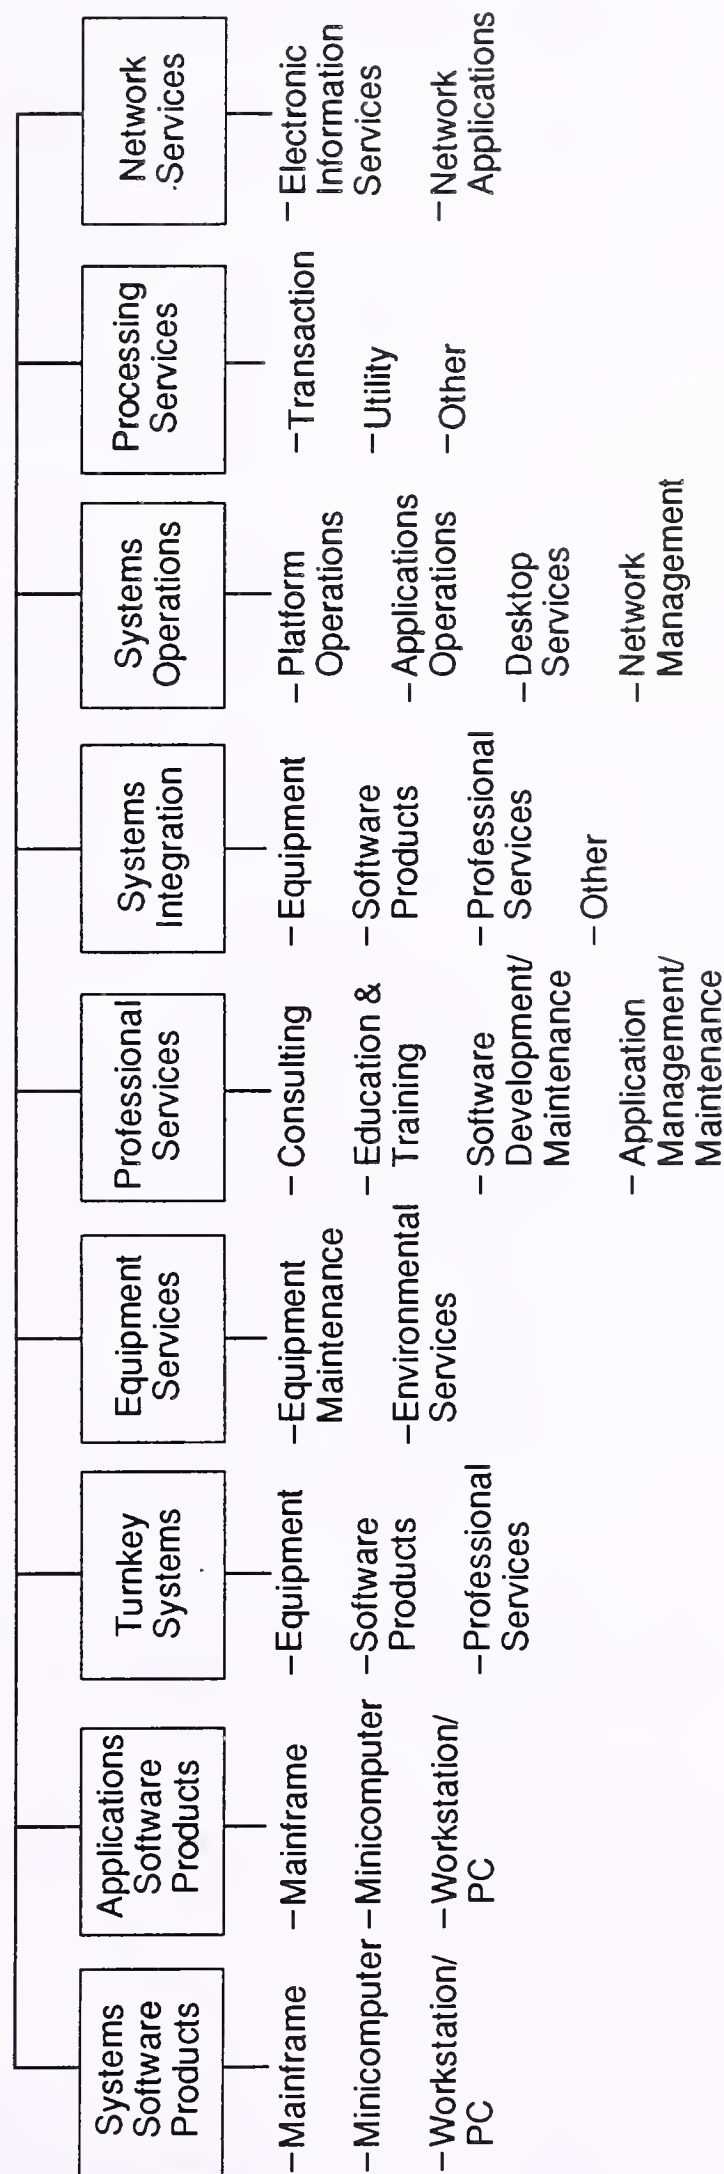 Systems
Software
Products
–Mainframe
–Minicomputer
–Workstation/
PC
Applications
Software
Products
–Mainframe
–Minicomputer
–Workstation/
PC
Turnkey
Systems
–Equipment
–Software
Products
–Professional
Services
Equipment
Services
–Equipment
Maintenance
–Environmental
Services
Professional
Services
–Consulting
–Education &
Training
–Software
Development/
Maintenance
–Application
Management/
Maintenance
Systems
Integration
–Equipment
–Software
Products
–Professional
Services
–Other
Systems
Operations
–Platform
Operations
–Applications
Operations
–Desktop
Services
–Network
Management
Processing
Services
–Transaction
–Utility
–Other
Network
Services
–Electronic
Information
Services
–Network
Applications